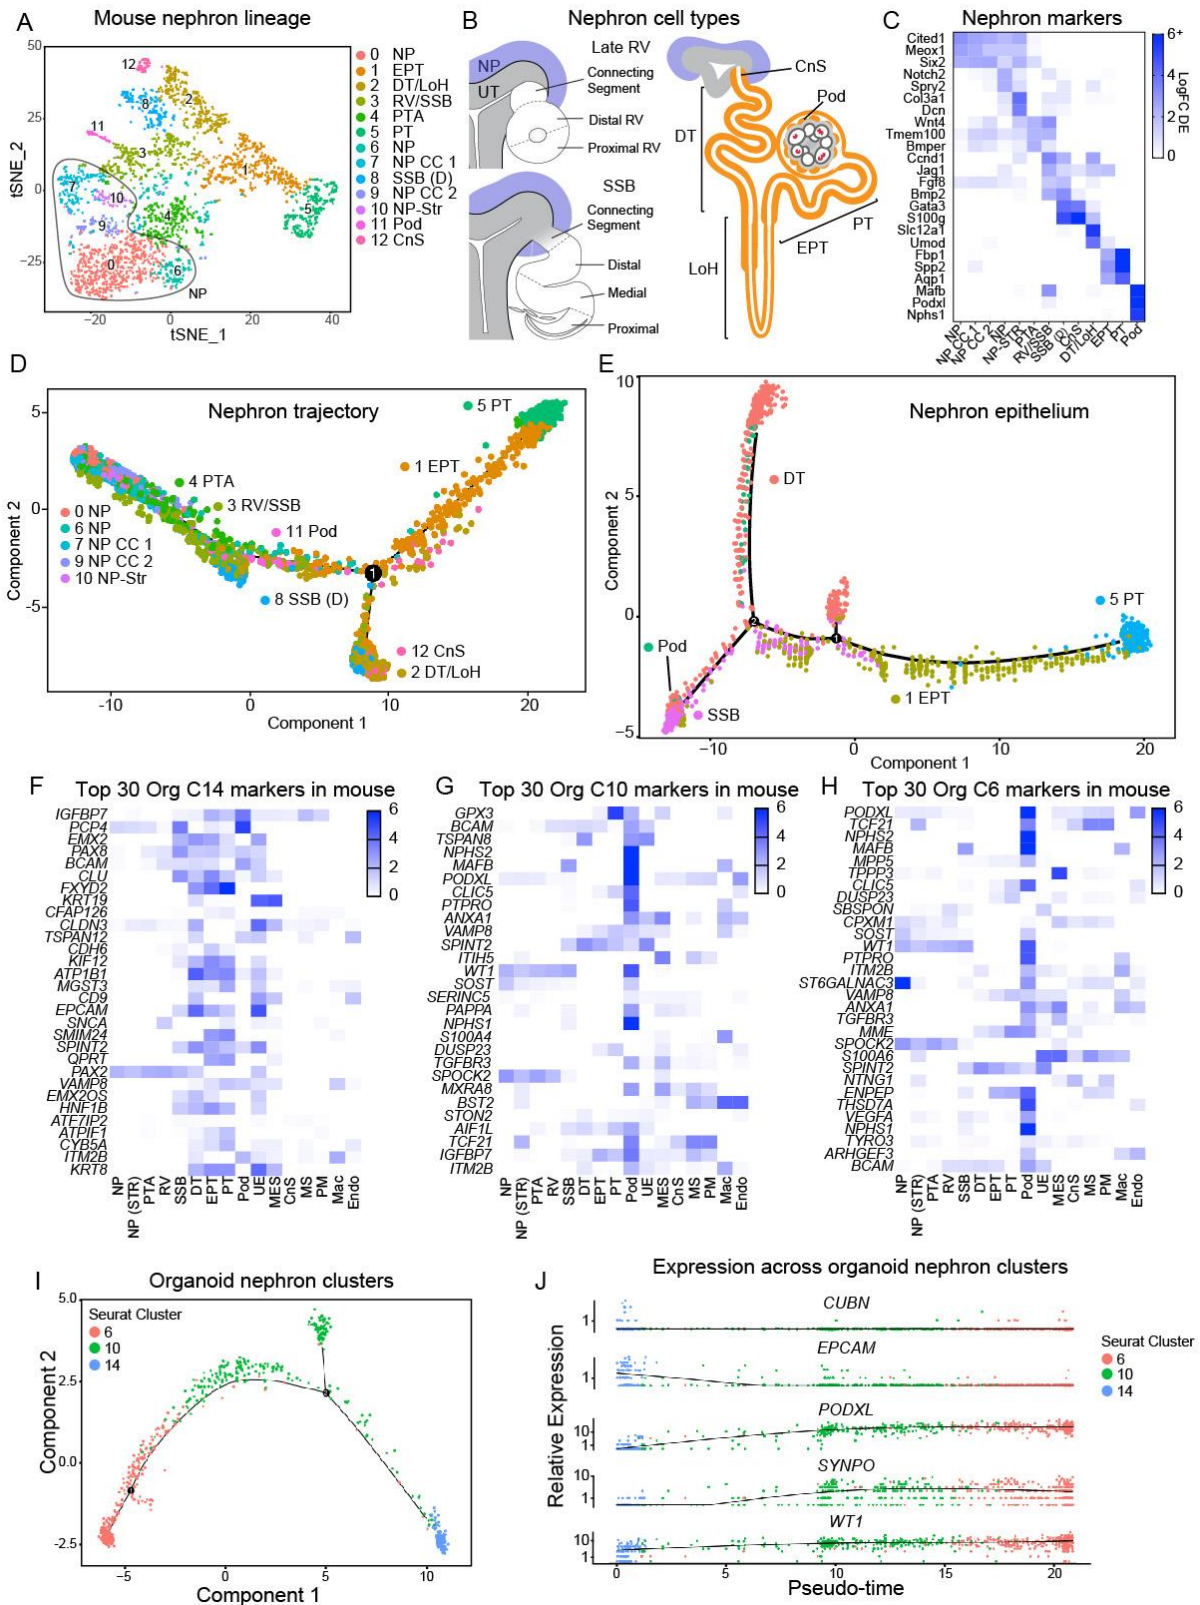 A Mouse nephron lineage
50
25
0
−25
tSNE_2
−20 0 20 40
tSNE_1
12
8
2
11
3
1
7
10
9
4
5
0
6
NP
0 NP
1 EPT
2 DT/LoH
3 RV/SSB
4 PTA
5 PT
6 NP
7 NP CC 1
8 SSB (D)
9 NP CC 2
10 NP-Str
11 Pod
12 CnS
B Nephron cell types
Late RV
NP
UT
Connecting
Segment
Distal RV
Proximal RV
SSB
Connecting
Segment
Distal
Medial
Proximal
CnS
Pod
DT
PT
EPT
LoH
C Nephron markers
Cited1
Meox1
Six2
Notch2
Spry2
Col3a1
Dcn
Wnt4
Tmem100
Bmper
Ccnd1
Jag1
Fgf8
Bmp2
Gata3
S100g
Slc12a1
Umod
Fbp1
Spp2
Aqp1
Mafb
Podxl
Nphs1
NP
NP CC 1
NP CC 2
NP
NP-STR
PTA
RV/SSB
SSB (D)
CnS
DT/LoH
EPT
PT
Pod
6+
4
2
0
LogFC DE
D
Nephron trajectory
5
0
−5
Component 2
-10 0 10 20
Component 1
5 PT
1 EPT
4 PTA
3 RV/SSB
11 Pod
0 NP
6 NP
7 NP CC 1
9 NP CC 2
10 NP-Str
1
8 SSB (D)
12 CnS
2 DT/LoH
E
Nephron epithelium
10
5
0
−5
Component 2
−10 0 10 20
Component 1
DT
2
1
5 PT
Pod
SSB
1 EPT
F Top 30 Org C14 markers in mouse
IGFBP7
PCP4
EMX2
PAX8
BCAM
CLU
FXYD2
KRT19
CFAP126
CLDN3
TSPAN12
CDH6
KIF12
ATP1B1
MGST3
CD9
EPCAM
SNCA
SMIM24
SPINT2
QPRT
PAX2
VAMP8
EMX2OS
HNF1B
ATF7IP2
ATPIF1
CYB5A
ITM2B
KRT8
NP
NP (STR)
PTA
RV
SSB
DT
EPT
PT
Pod
UE
MES
CnS
MS
PM
Mac
Endo
6
4
2
0
G Top 30 Org C10 markers in mouse
GPX3
BCAM
TSPAN8
NPHS2
MAFB
PODXL
CLIC5
PTPRO
ANXA1
VAMP8
SPINT2
ITIH5
WT1
SOST
SERINC5
PAPPA
NPHS1
S100A4
DUSP23
TGFBR3
SPOCK2
MXRA8
BST2
STON2
AIF1L
TCF21
IGFBP7
ITM2B
NP
NP (STR)
PTA
RV
SSB
DT
EPT
PT
Pod
UE
MES
CnS
MS
PM
Mac
Endo
6
4
2
0
H Top 30 Org C6 markers in mouse
PODXL
TCF21
NPHS2
MAFB
MPP5
TPPP3
CLIC5
DUSP23
SBSPON
CPXM1
SOST
WT1
PTPRO
ITM2B
ST6GALNAC3
VAMP8
ANXA1
TGFBR3
MME
SPOCK2
S100A6
SPINT2
NTNG1
ENPEP
THSD7A
VEGFA
NPHS1
TYRO3
ARHGEF3
BCAM
NP
NP (STR)
PTA
RV
SSB
DT
EPT
PT
Pod
UE
MES
CnS
MS
PM
Mac
Endo
6
4
2
0
I Organoid nephron clusters
Seurat Cluster
6
10
14
5.0
2.5
0.0
-2.5
Component 2
−5 0 5 10
Component 1
J Expression across organoid nephron clusters
CUBN
1
EPCAM
1
PODXL
10
1
SYNPO
10
1
WT1
10
1
Relative Expression
0 5 10 15 20
Pseudo-time
Seurat Cluster
6
10
14